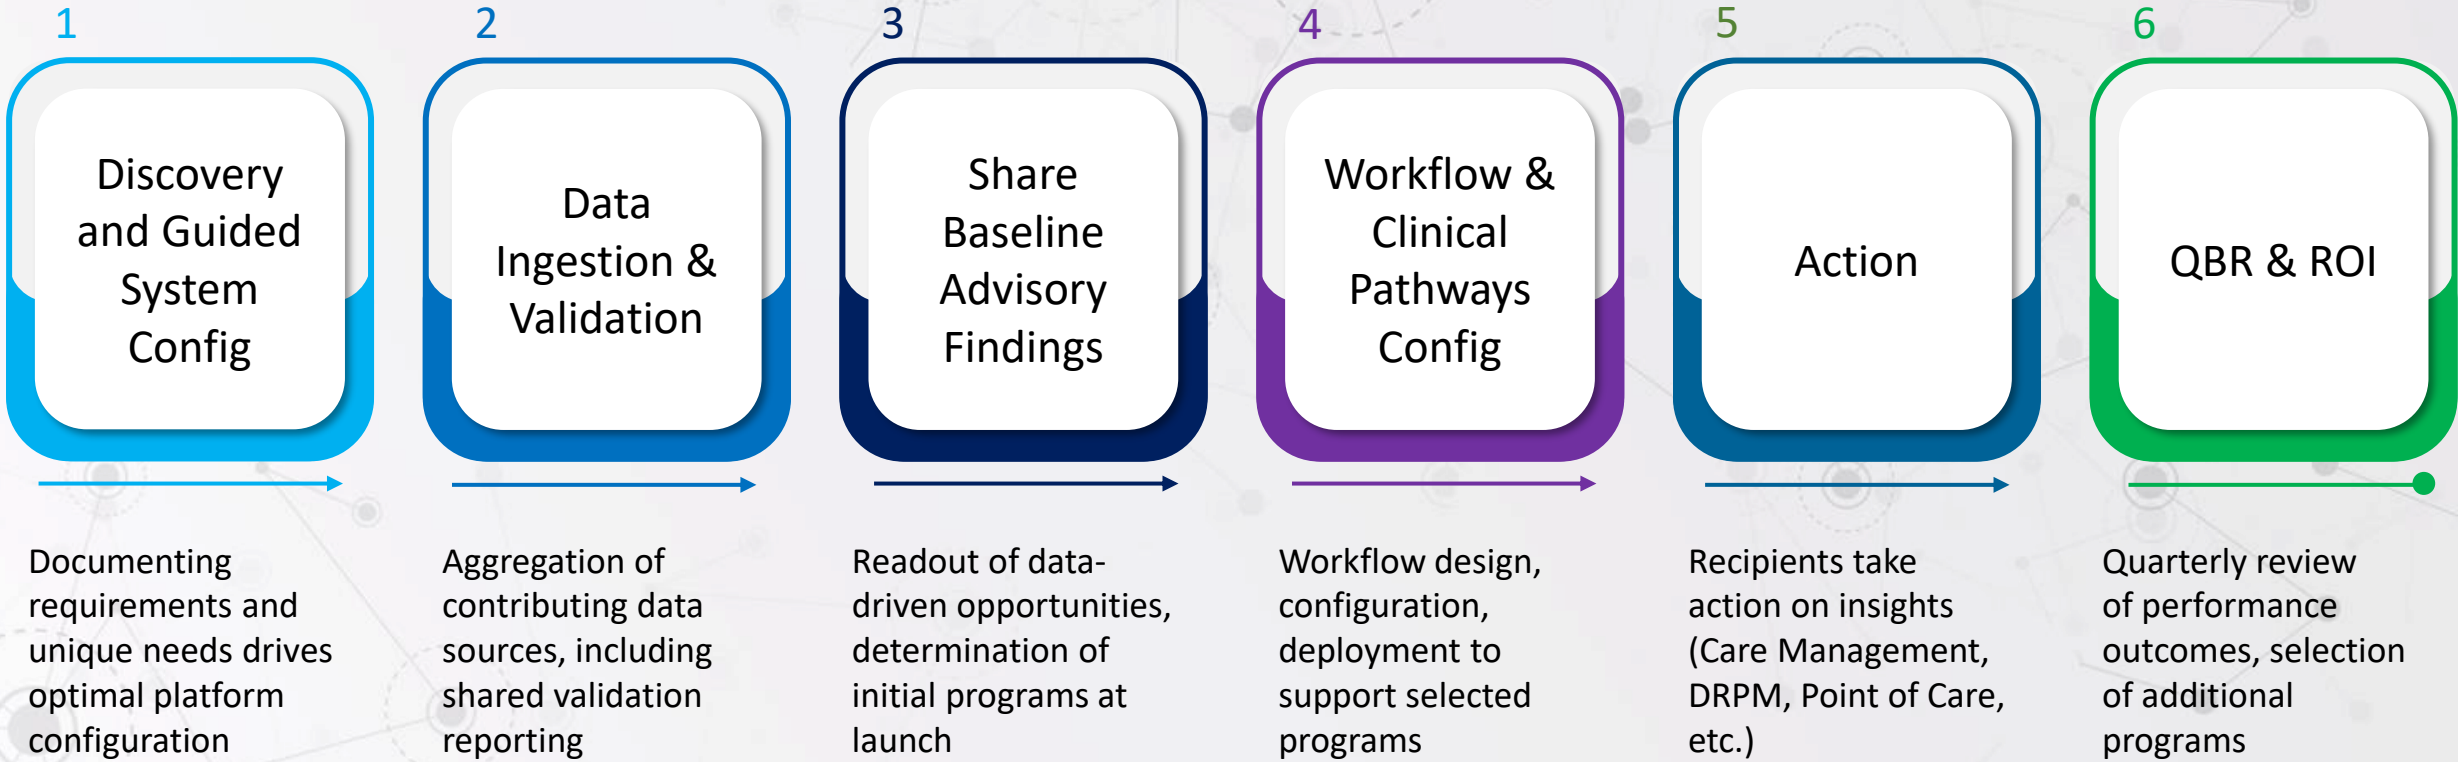 1
Discovery
and Guided
System
Config
Documenting
requirements and
unique needs drives
optimal platform
configuration
2
Data
Ingestion &
Validation
Aggregation of
contributing data
sources, including
shared validation
reporting
3
Share
Baseline
Advisory
Findings
Readout of data-
driven opportunities,
determination of
initial programs at
launch
4
Workflow &
Clinical
Pathways
Config
Workflow design,
configuration,
deployment to
support selected
programs
5
Action
Recipients take
action on insights
(Care Management,
DRPM, Point of Care,
etc.)
6
QBR & ROI
Quarterly review
of performance
outcomes, selection
of additional
programs